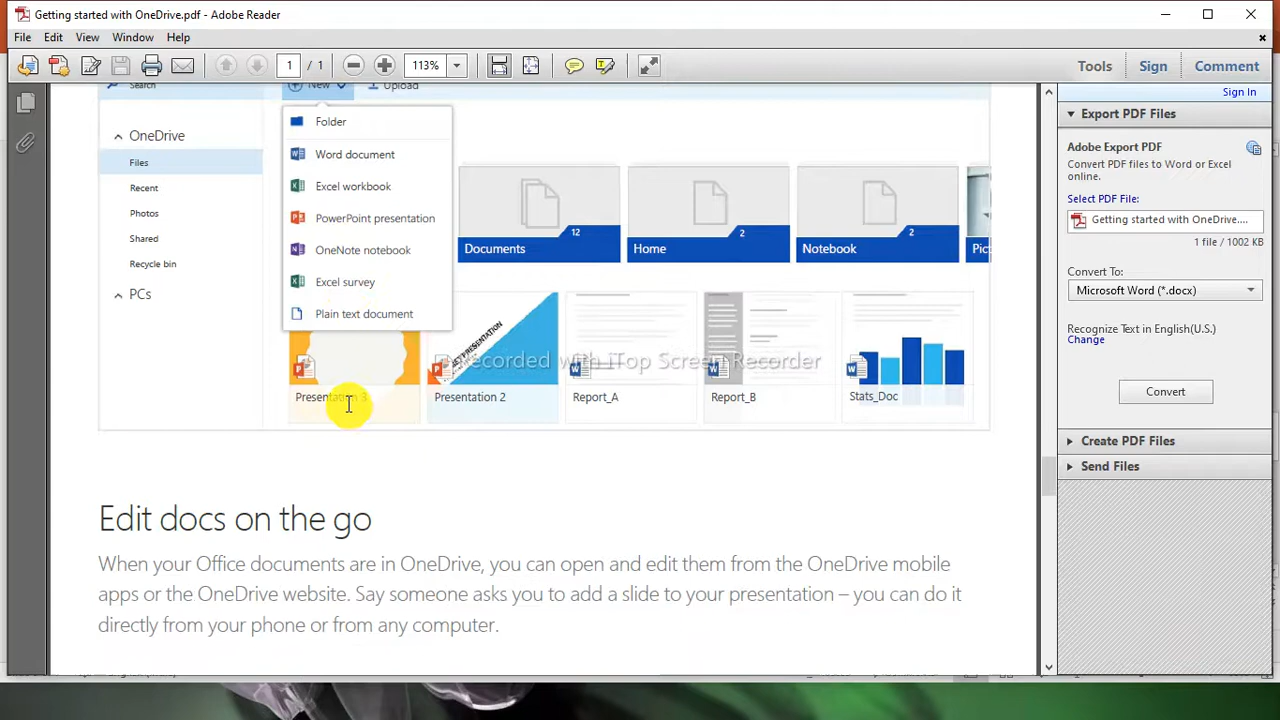 Getting started with OneDrive.pdf - Adobe Reader
File Edit View Window Help
1 / 1 113% Tools Sign Comment
Search New Upload
Sign In
Folder
Word document
Excel workbook
PowerPoint presentation
OneNote notebook
Excel survey
Plain text document
OneDrive
Files
Recent
Photos
Shared
Recycle bin
PCs
Documents 12
Home 2
Notebook 2
Pic
Recorded with iTop Screen Recorder
Presentation 3
Presentation 2
Report_A
Report_B
Stats_Doc
Edit docs on the go
When your Office documents are in OneDrive, you can open and edit them from the OneDrive mobile
apps or the OneDrive website. Say someone asks you to add a slide to your presentation – you can do it
directly from your phone or from any computer.
Export PDF Files
Adobe Export PDF
Convert PDF files to Word or Excel
online.
Select PDF File:
Getting started with OneDrive....
1 file / 1002 KB
Convert To:
Microsoft Word (*.docx)
Recognize Text in English(U.S.)
Change
Convert
Create PDF Files
Send Files